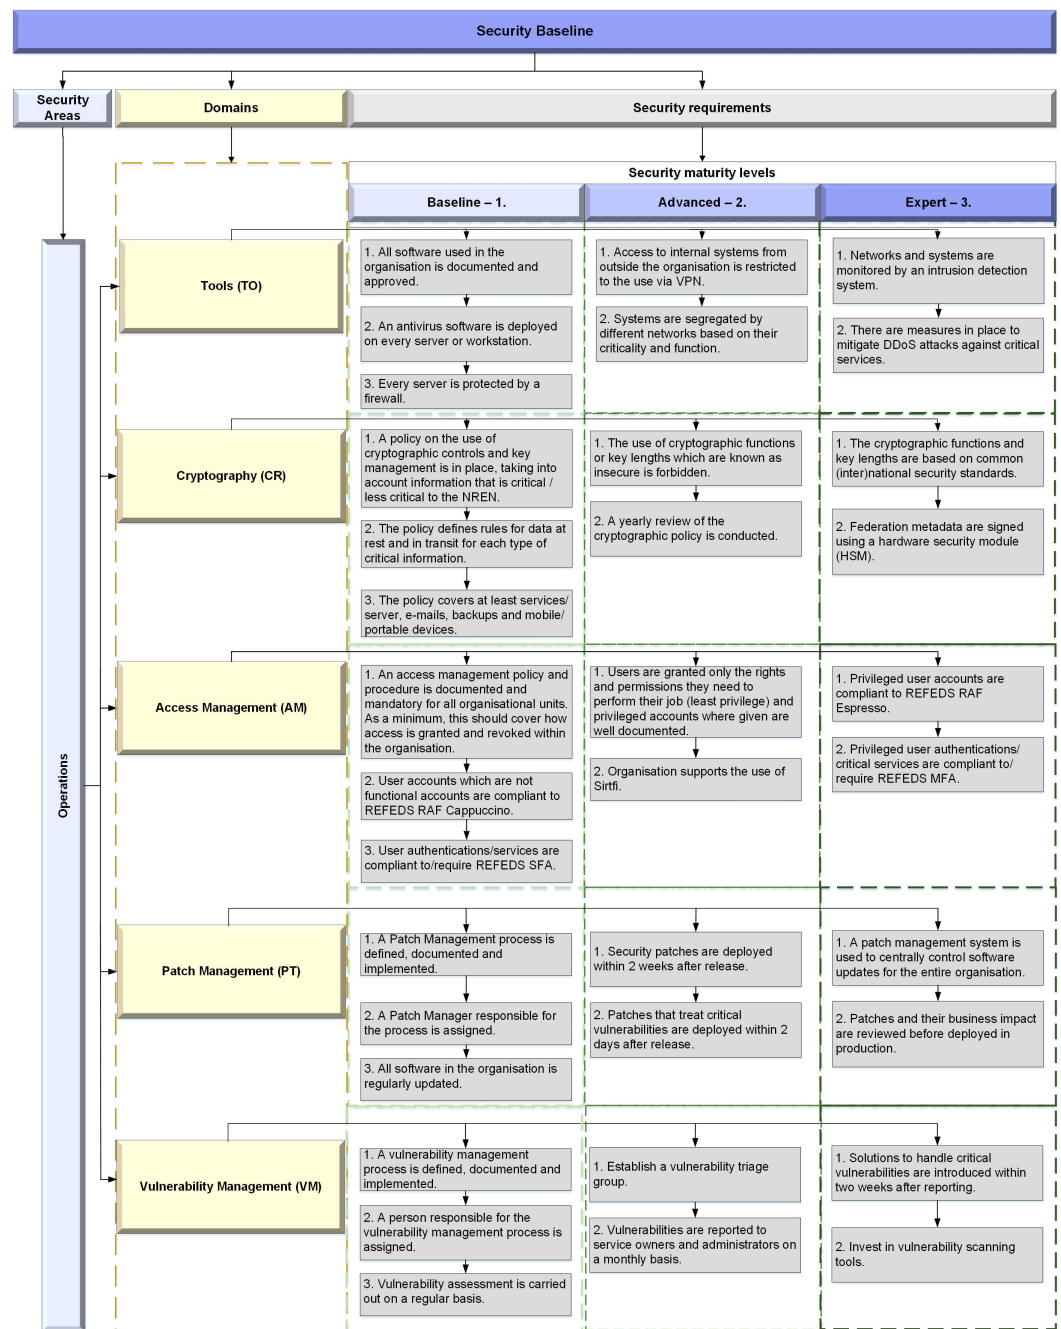 Security Baseline
Security
Areas
Domains
Security requirements
Security maturity levels
Baseline – 1.
Advanced – 2.
Expert – 3.
Operations
Tools (TO)
1. All software used in the
organisation is documented and
approved.
2. An antivirus software is deployed
on every server or workstation.
3. Every server is protected by a
firewall.
1. Access to internal systems from
outside the organisation is restricted
to the use via VPN.
2. Systems are segregated by
different networks based on their
criticality and function.
1. Networks and systems are
monitored by an intrusion detection
system.
2. There are measures in place to
mitigate DDoS attacks against critical
services.
Cryptography (CR)
1. A policy on the use of
cryptographic controls and key
management is in place, taking into
account information that is critical /
less critical to the NREN.
2. The policy defines rules for data at
rest and in transit for each type of
critical information.
3. The policy covers at least services/
server, e-mails, backups and mobile/
portable devices.
1. The use of cryptographic functions
or key lengths which are known as
insecure is forbidden.
2. A yearly review of the
cryptographic policy is conducted.
1. The cryptographic functions and
key lengths are based on common
(inter)national security standards.
2. Federation metadata are signed
using a hardware security module
(HSM).
Access Management (AM)
1. An access management policy and
procedure is documented and
mandatory for all organisational units.
As a minimum, this should cover how
access is granted and revoked within
the organisation.
2. User accounts which are not
functional accounts are compliant to
REFEDS RAF Cappuccino.
3. User authentications/services are
compliant to/require REFEDS SFA.
1. Users are granted only the rights
and permissions they need to
perform their job (least privilege) and
privileged accounts where given are
well documented.
2. Organisation supports the use of
Sirtfi.
1. Privileged user accounts are
compliant to REFEDS RAF
Espresso.
2. Privileged user authentications/
critical services are compliant to/
require REFEDS MFA.
Patch Management (PT)
1. A Patch Management process is
defined, documented and
implemented.
2. A Patch Manager responsible for
the process is assigned.
3. All software in the organisation is
regularly updated.
1. Security patches are deployed
within 2 weeks after release.
2. Patches that treat critical
vulnerabilities are deployed within 2
days after release.
1. A patch management system is
used to centrally control software
updates for the entire organisation.
2. Patches and their business impact
are reviewed before deployed in
production.
Vulnerability Management (VM)
1. A vulnerability management
process is defined, documented and
implemented.
2. A person responsible for the
vulnerability management process is
assigned.
3. Vulnerability assessment is carried
out on a regular basis.
1. Establish a vulnerability triage
group.
2. Vulnerabilities are reported to
service owners and administrators on
a monthly basis.
1. Solutions to handle critical
vulnerabilities are introduced within
two weeks after reporting.
2. Invest in vulnerability scanning
tools.